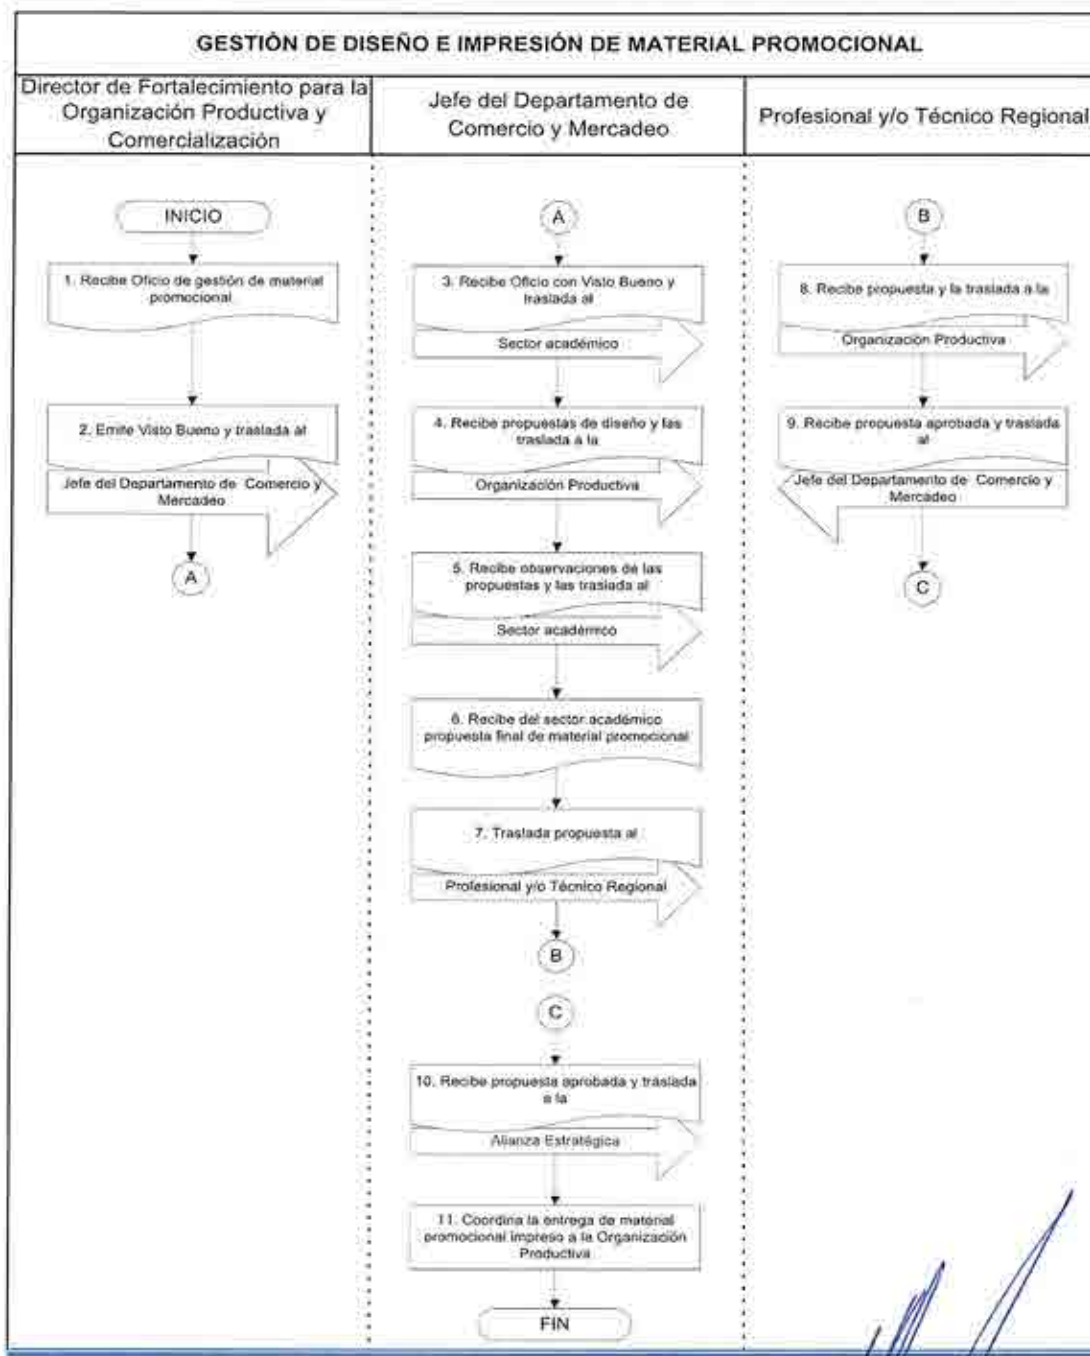 GESTIÓN DE DISEÑO E IMPRESIÓN DE MATERIAL PROMOCIONAL
Director de Fortalecimiento para la
Organización Productiva y
Comercialización
Jefe del Departamento de
Comercio y Mercadeo
Profesional y/o Técnico Regional
INICIO
1. Recibe Oficio de gestión de material
promocional
2. Emite Visto Bueno y traslada al
Jefe del Departamento de Comercio y
Mercadeo
A
A
3. Recibe Oficio con Visto Bueno y
traslada al
Sector académico
4. Recibe propuestas de diseño y las
traslada a la
Organización Productiva
5. Recibe observaciones de las
propuestas y las traslada al
Sector académico
6. Recibe del sector académico
propuesta final de material promocional
7. Traslada propuesta al
Profesional y/o Técnico Regional
B
C
10. Recibe propuesta aprobada y traslada
a la
Alianza Estratégica
11. Coordina la entrega de material
promocional impreso a la Organización
Productiva
FIN
B
8. Recibe propuesta y la traslada a la
Organización Productiva
9. Recibe propuesta aprobada y traslada
al
Jefe del Departamento de Comercio y
Mercadeo
C